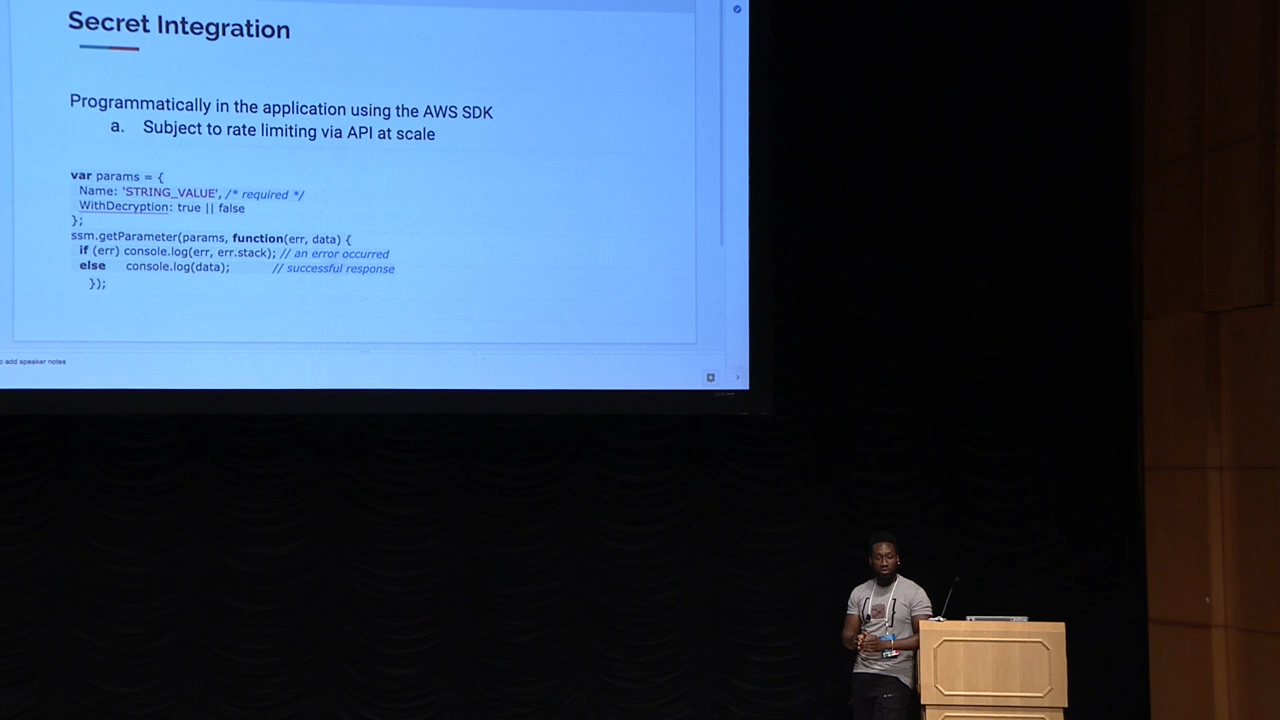 Secret Integration
Programmatically in the application using the AWS SDK
a. Subject to rate limiting via API at scale
var params = {
Name: 'STRING_VALUE', /* required */
WithDecryption: true || false
};
ssm.getParameter(params, function(err, data) {
if (err) console.log(err, err.stack); // an error occurred
else console.log(data); // successful response
});
o add speaker notes